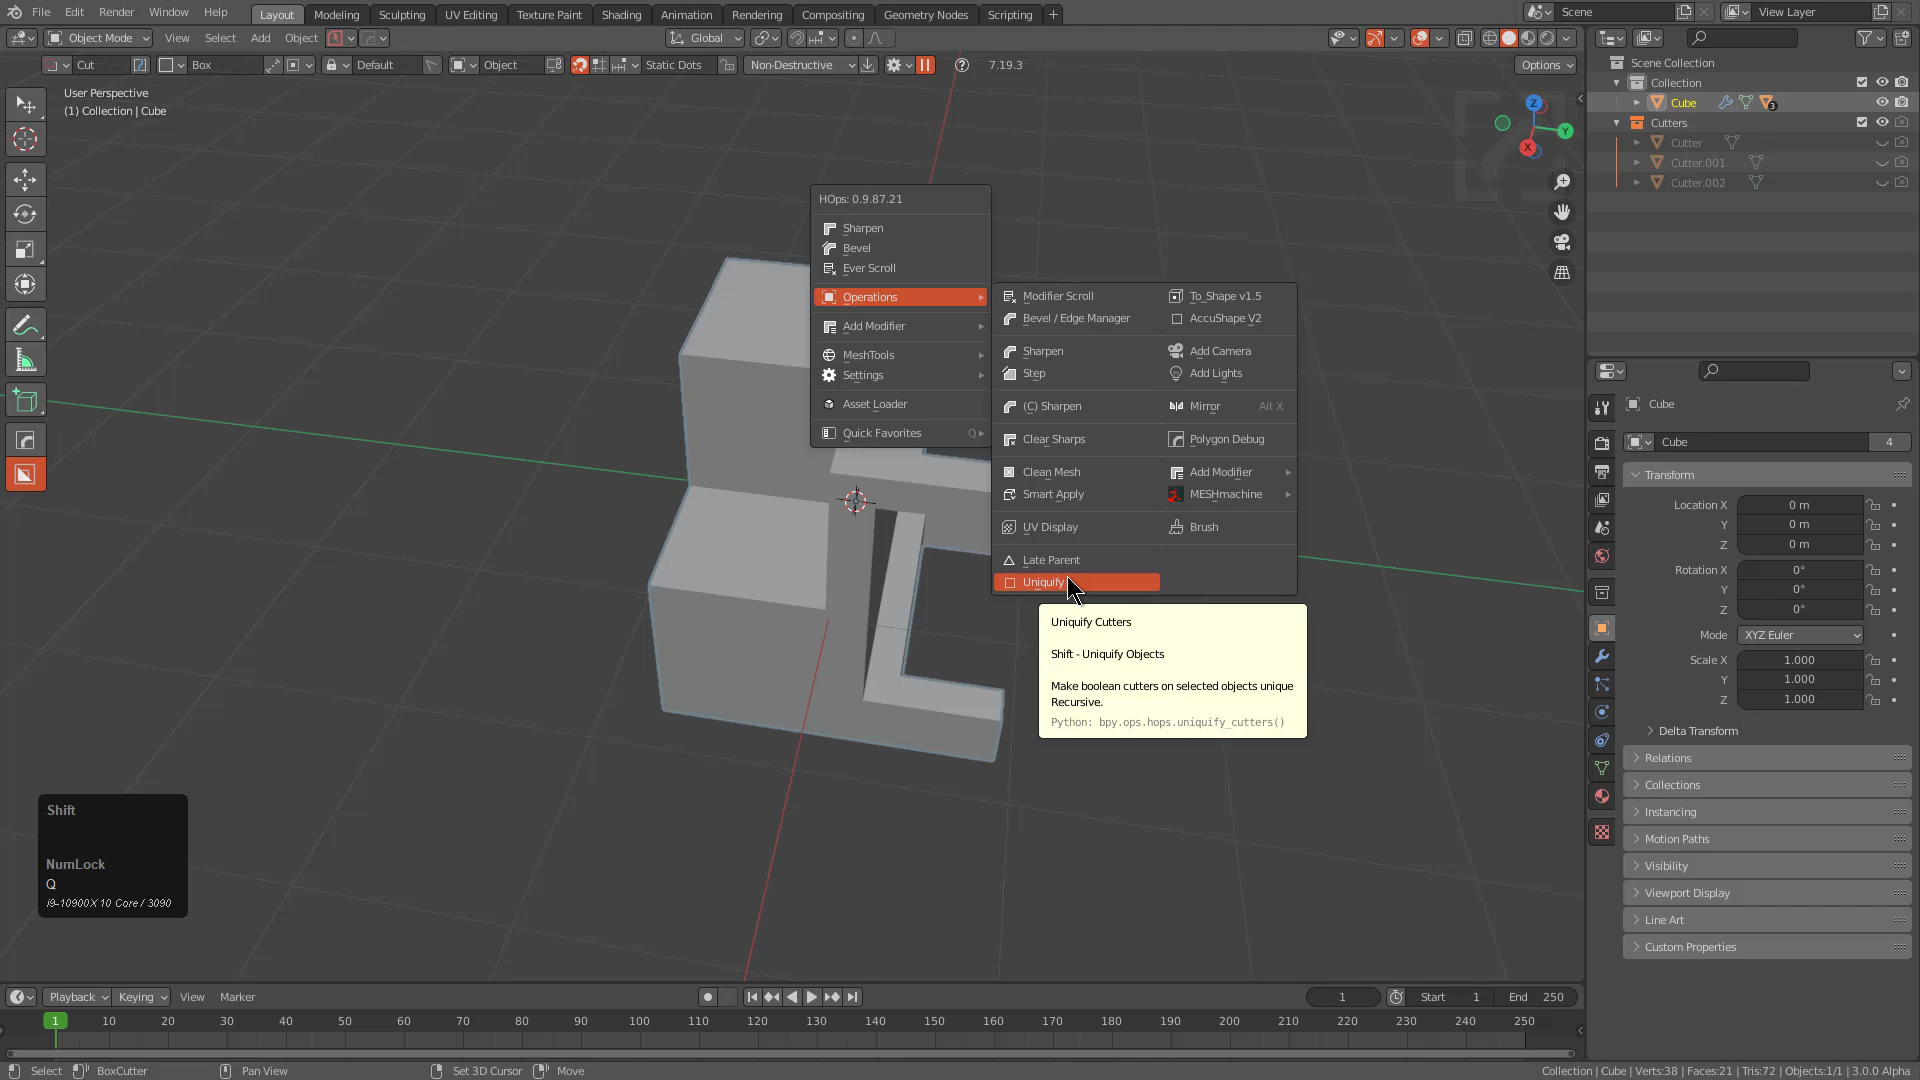 File Edit Render Window Help Layout Modeling Sculpting UV Editing Texture Paint Shading Animation Rendering Compositing Geometry Nodes Scripting + Scene View Layer
Object Mode View Select Add Object Global
Cut Box Default Object Static Dots Non-Destructive 7.19.3 Options
User Perspective
(1) Collection | Cube
Z
Y
X
HOps: 0.9.87.21
Sharpen
Bevel
Ever Scroll
Operations
Add Modifier
MeshTools
Settings
Asset Loader
Quick Favorites Q
Modifier Scroll
Bevel / Edge Manager
Sharpen
Step
(C) Sharpen
Clear Sharps
Clean Mesh
Smart Apply
UV Display
Late Parent
Uniquify
To_Shape v1.5
AccuShape V2
Add Camera
Add Lights
Mirror Alt X
Polygon Debug
Add Modifier
MESHmachine
Brush
Uniquify Cutters
Shift - Uniquify Objects
Make boolean cutters on selected objects unique
Recursive.
Python: bpy.ops.hops.uniquify_cutters()
Shift
NumLock
Q
i9-10900X 10 Core / 3090
Scene Collection
Collection
Cube 3
Cutters
Cutter
Cutter.001
Cutter.002
Cube
Cube 4
Transform
Location X 0 m
Y 0 m
Z 0 m
Rotation X 0°
Y 0°
Z 0°
Mode XYZ Euler
Scale X 1.000
Y 1.000
Z 1.000
Delta Transform
Relations
Collections
Instancing
Motion Paths
Visibility
Viewport Display
Line Art
Custom Properties
Playback Keying View Marker 1 Start 1 End 250
1 10 20 30 40 50 60 70 80 90 100 110 120 130 140 150 160 170 180 190 200 210 220 230 240 250
Select BoxCutter Pan View Set 3D Cursor Move Collection | Cube | Verts:38 | Faces:21 | Tris:72 | Objects:1/1 | 3.0.0 Alpha